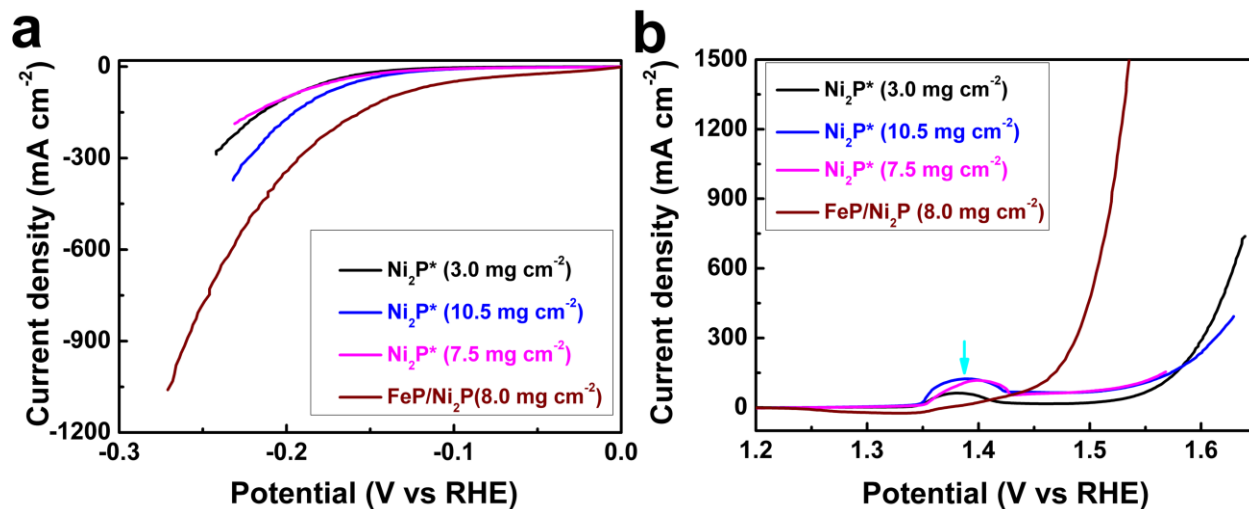 a
0
-300
-600
-900
-1200
-0.3
-0.2
-0.1
0.0
Current density (mA cm⁻²)
Potential (V vs RHE)
Ni₂P* (3.0 mg cm⁻²)
Ni₂P* (10.5 mg cm⁻²)
Ni₂P* (7.5 mg cm⁻²)
FeP/Ni₂P(8.0 mg cm⁻²)
b
1500
1200
900
600
300
0
1.2
1.3
1.4
1.5
1.6
Current density (mA cm⁻²)
Potential (V vs RHE)
Ni₂P* (3.0 mg cm⁻²)
Ni₂P* (10.5 mg cm⁻²)
Ni₂P* (7.5 mg cm⁻²)
FeP/Ni₂P (8.0 mg cm⁻²)